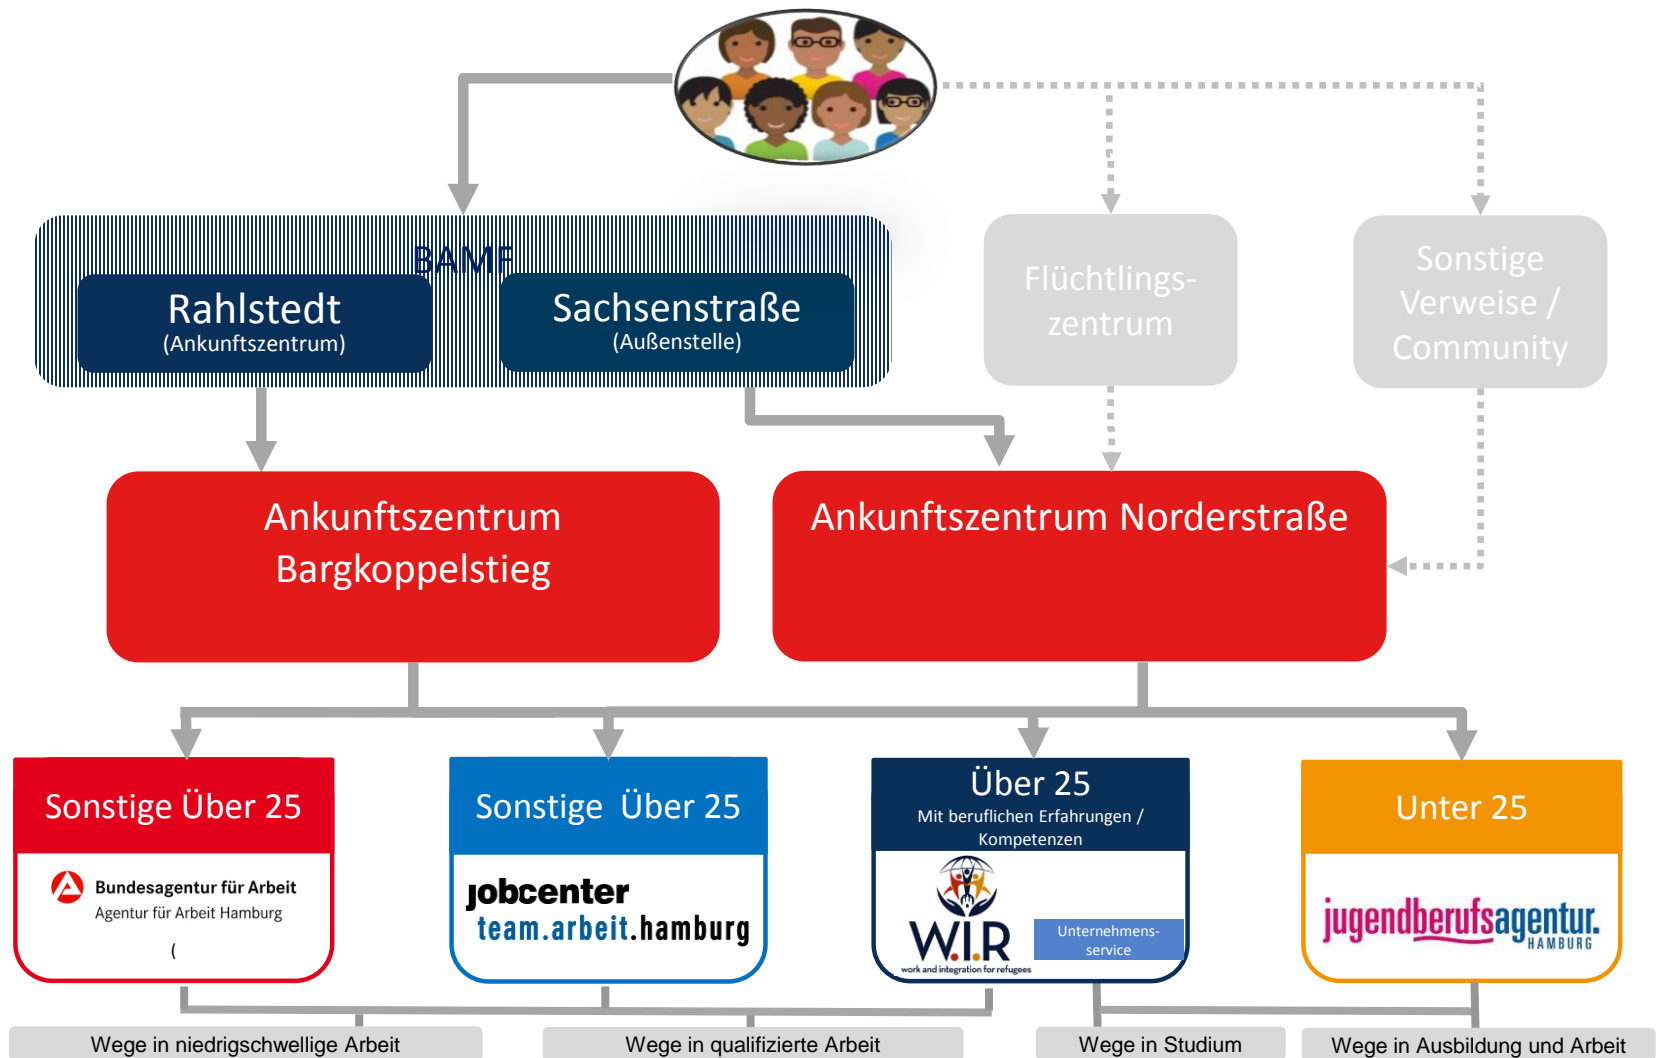 BAMF
Rahlstedt
(Ankunftszentrum)
Sachsenstraße
(Außenstelle)
Flüchtlings-
zentrum
Sonstige
Verweise /
Community
Ankunftszentrum
Bargkoppelstieg
Ankunftszentrum Norderstraße
Sonstige Über 25
Bundesagentur für Arbeit
Agentur für Arbeit Hamburg
(
Sonstige Über 25
jobcenter
team.arbeit.hamburg
Über 25
Mit beruflichen Erfahrungen /
Kompetenzen
W.I.R
work and integration for refugees
Unternehmens-
service
Unter 25
jugendberufsagentur.
HAMBURG
Wege in niedrigschwellige Arbeit
Wege in qualifizierte Arbeit
Wege in Studium
Wege in Ausbildung und Arbeit